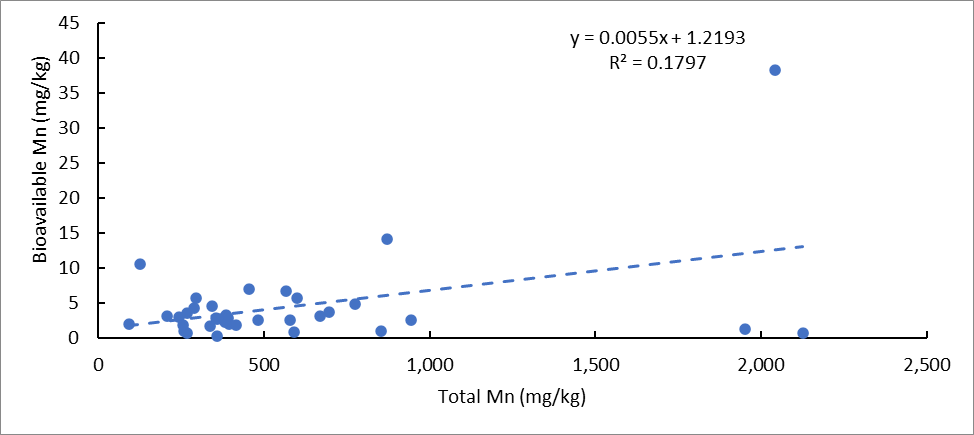 y = 0.0055x + 1.2193
R² = 0.1797
Bioavailable Mn (mg/kg)
45
40
35
30
25
20
15
10
5
0
0 500 1,000 1,500 2,000 2,500
Total Mn (mg/kg)